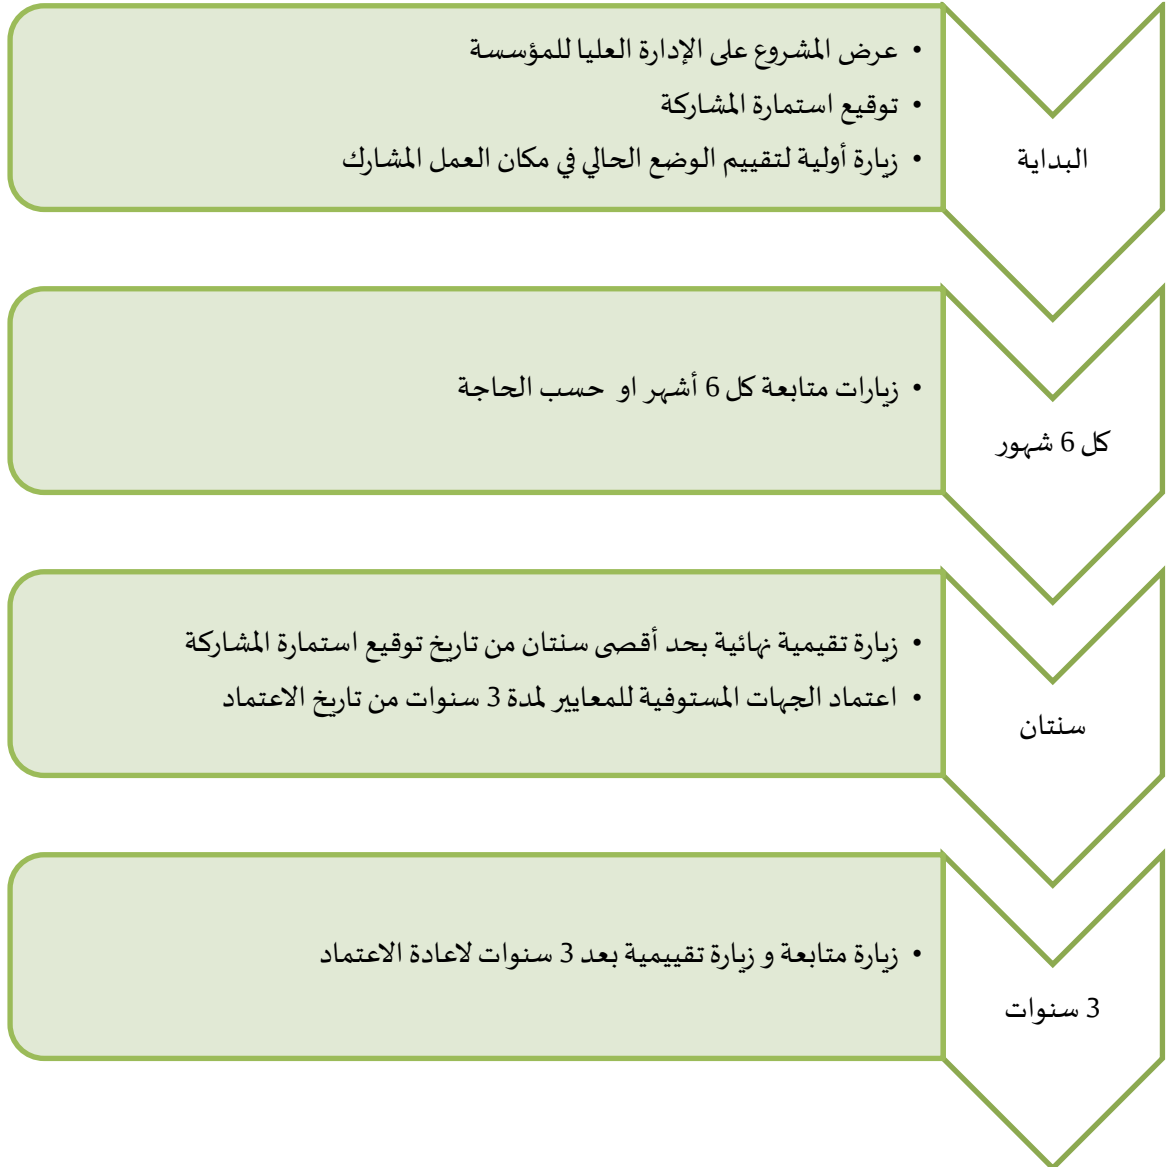 البداية
• عرض المشروع على الإدارة العليا للمؤسسة
• توقيع استمارة المشاركة
• زيارة أولية لتقييم الوضع الحالي في مكان العمل المشارك
كل 6 شهور
• زيارات متابعة كل 6 أشهر او حسب الحاجة
سنتان
• زيارة تقيمية نهائية بحد أقصى سنتان من تاريخ توقيع استمارة المشاركة
• اعتماد الجهات المستوفية للمعايير لمدة 3 سنوات من تاريخ الاعتماد
3 سنوات
• زيارة متابعة و زيارة تقييمية بعد 3 سنوات لاعادة الاعتماد